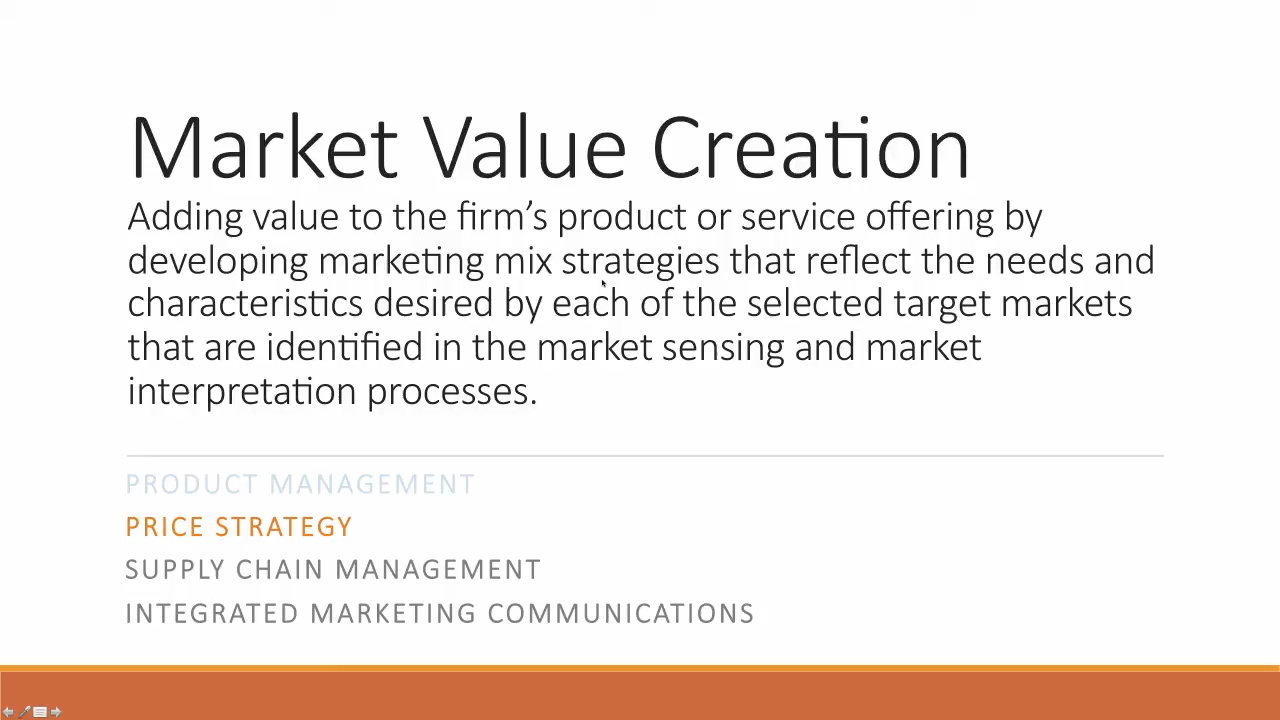 Market Value Creation
Adding value to the firm’s product or service offering by
developing marketing mix strategies that reflect the needs and
characteristics desired by each of the selected target markets
that are identified in the market sensing and market
interpretation processes.
PRODUCT MANAGEMENT
PRICE STRATEGY
SUPPLY CHAIN MANAGEMENT
INTEGRATED MARKETING COMMUNICATIONS